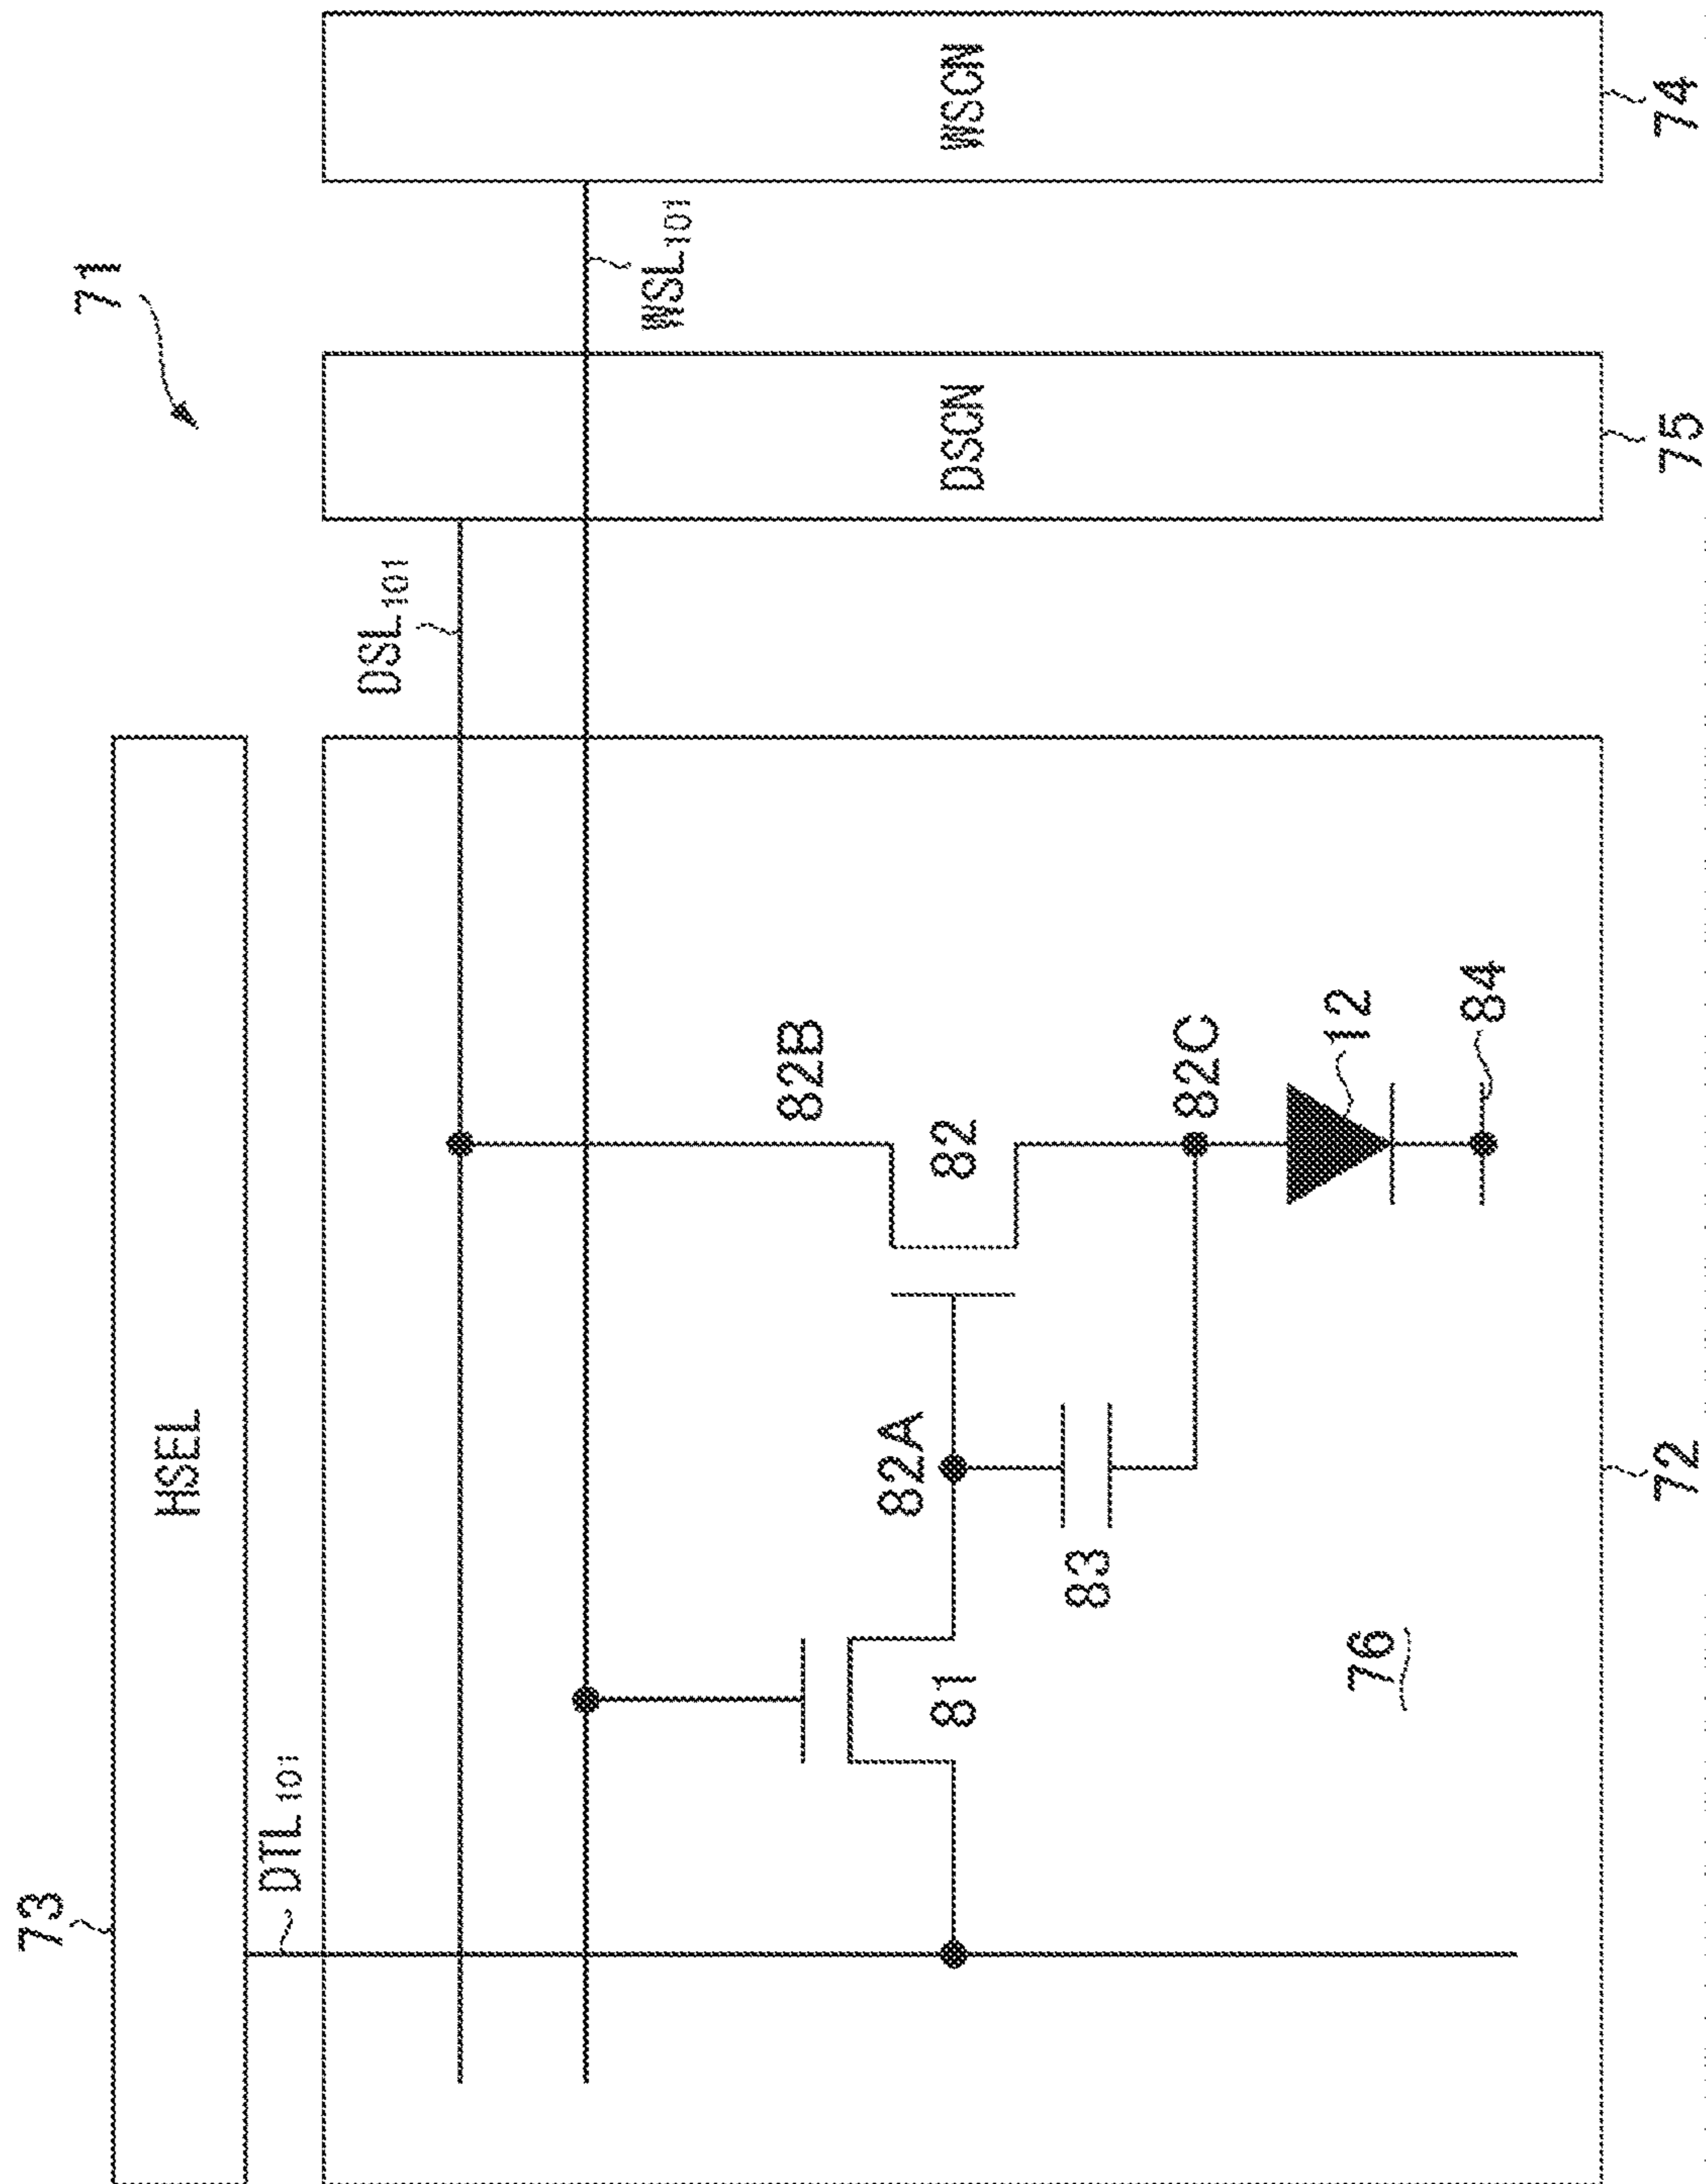 71
73
HSEL
DTL101
DSL101
WSL101
DSCN
WSCN
82B
82A
82
81
83
82C
12
84
76
72
75
74